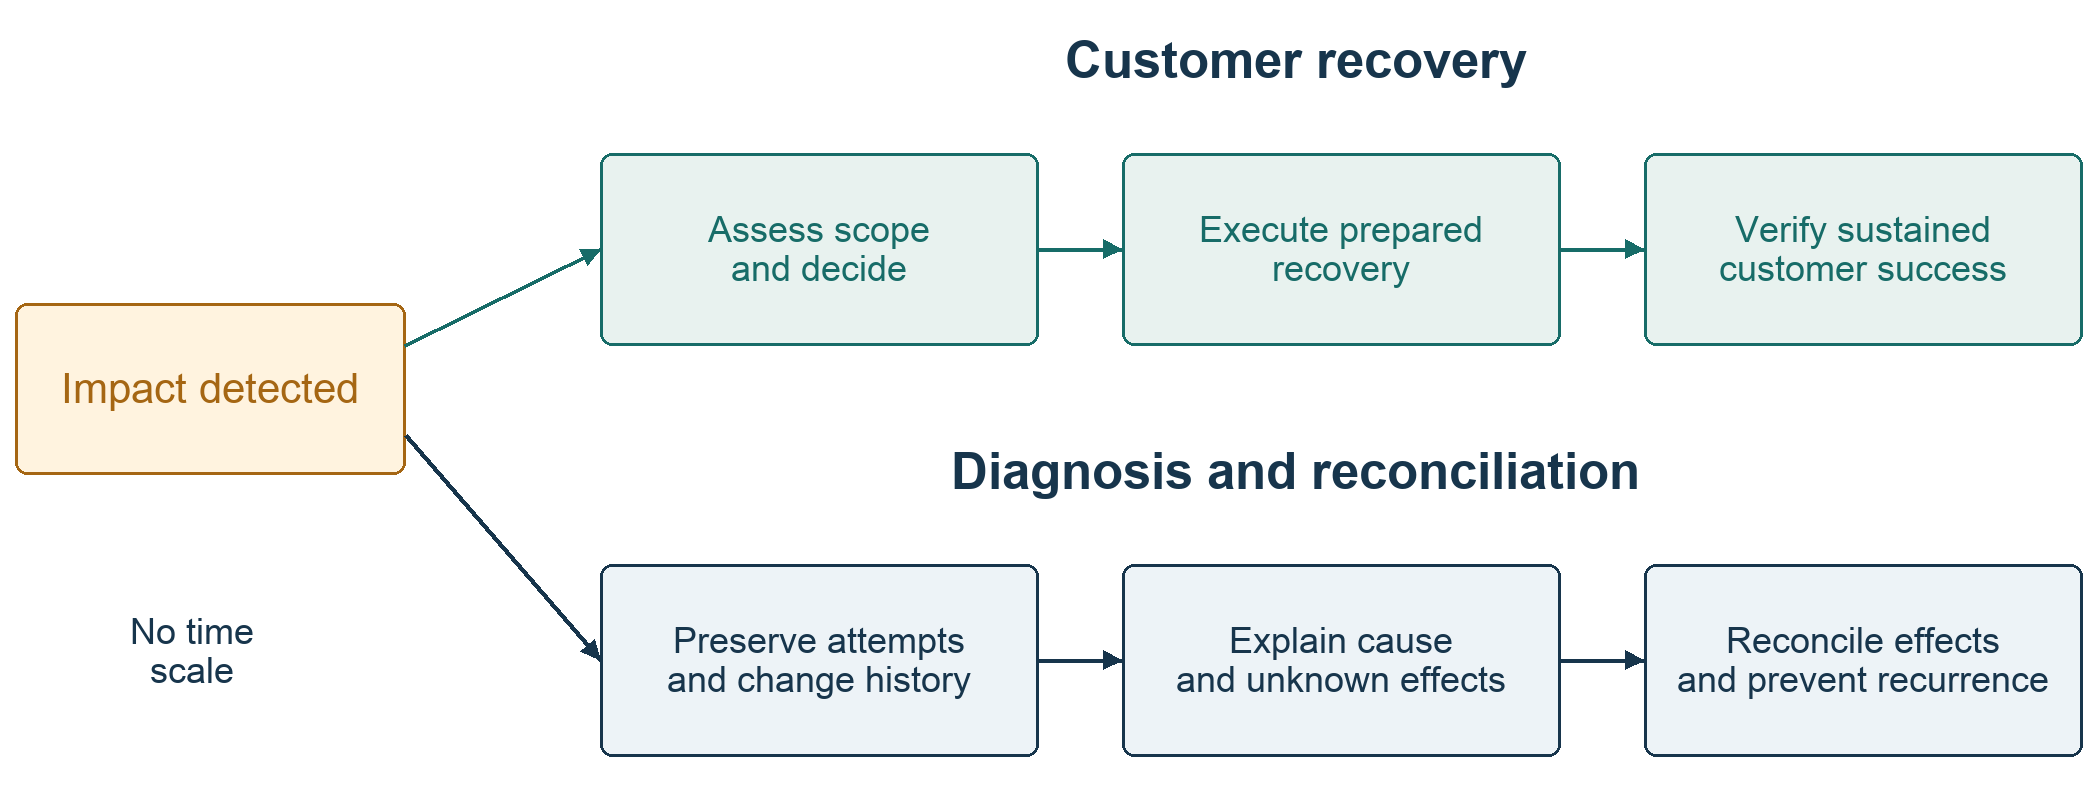 Customer recovery
Assess scope
and decide
Execute prepared
recovery
Verify sustained
customer success
Impact detected
Diagnosis and reconciliation
No time
scale
Preserve attempts
and change history
Explain cause
and unknown effects
Reconcile effects
and prevent recurrence